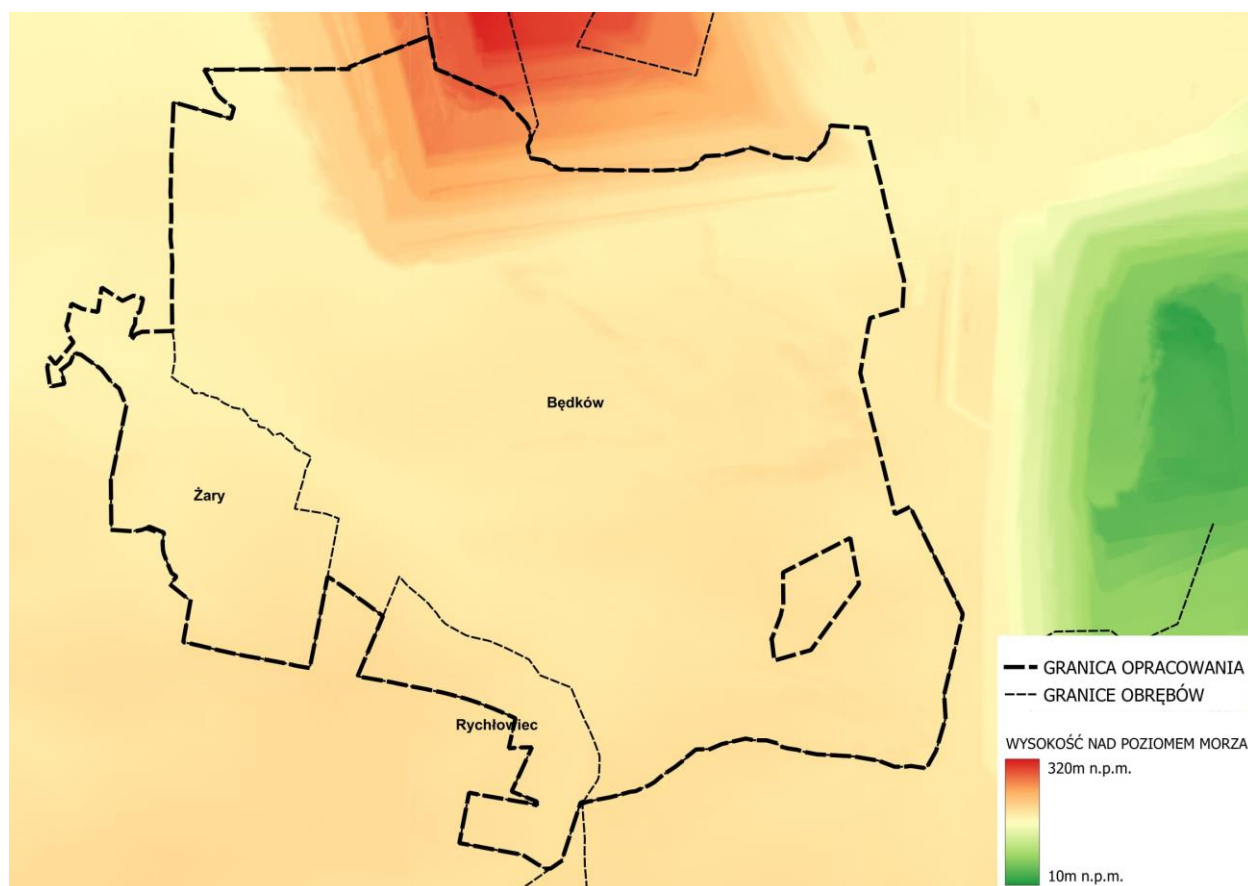 Będków
Żary
Rychłowiec
GRANICA OPRACOWANIA
GRANICE OBRĘBÓW
WYSOKOŚĆ NAD POZIOMEM MORZA
320m n.p.m.
10m n.p.m.